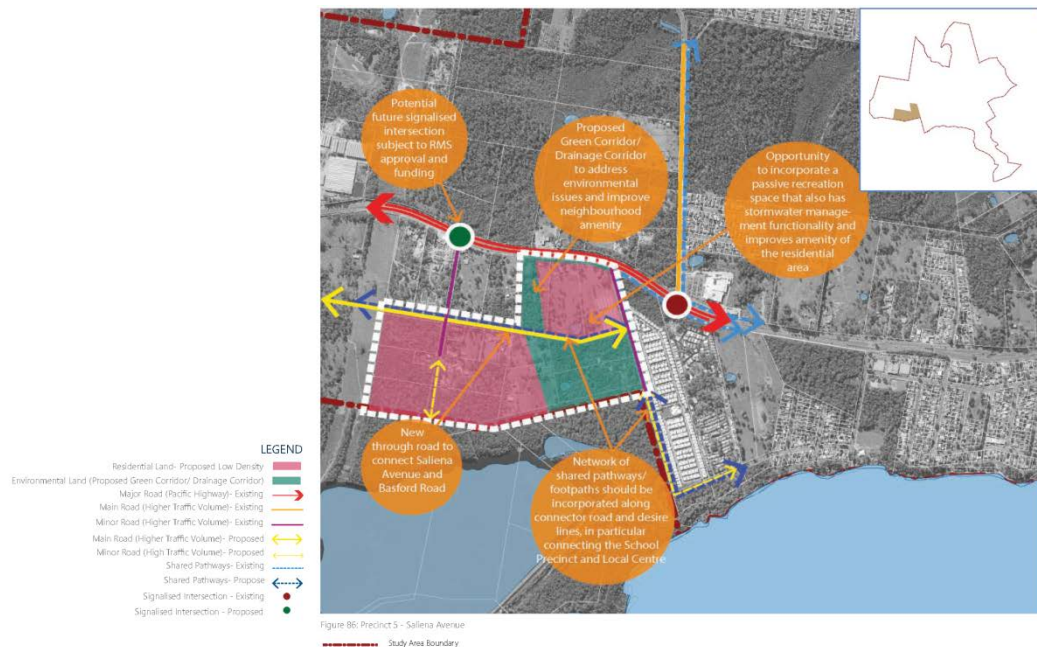 Potential
future signalised
intersection
subject to RMS
approval and
funding
Proposed
Green Corridor/
Drainage Corridor
to address
environmental
issues and improve
neighbourhood
amenity
Opportunity
to incorporate a
passive recreation
space that also has
stormwater manage-
ment functionality and
improves amenity of
the residential
area
New
through road to
connect Saliena
Avenue and
Basford Road
Network of
shared pathways/
footpaths should be
incorporated along
connector road and desire
lines, in particular
connecting the School
Precinct and Local Centre
LEGEND
Residential Land- Proposed Low Density
Environmental Land (Proposed Green Corridor/ Drainage Corridor)
Major Road (Pacific Highway)- Existing
Main Road (Higher Traffic Volume)- Existing
Minor Road (Higher Traffic Volume)- Existing
Main Road (Higher Traffic Volume)- Proposed
Minor Road (High Traffic Volume)- Proposed
Shared Pathways- Existing
Shared Pathways- Propose
Signalised Intersection - Existing
Signalised Intersection - Proposed
Figure 86: Precinct 5 - Saliena Avenue
Study Area Boundary